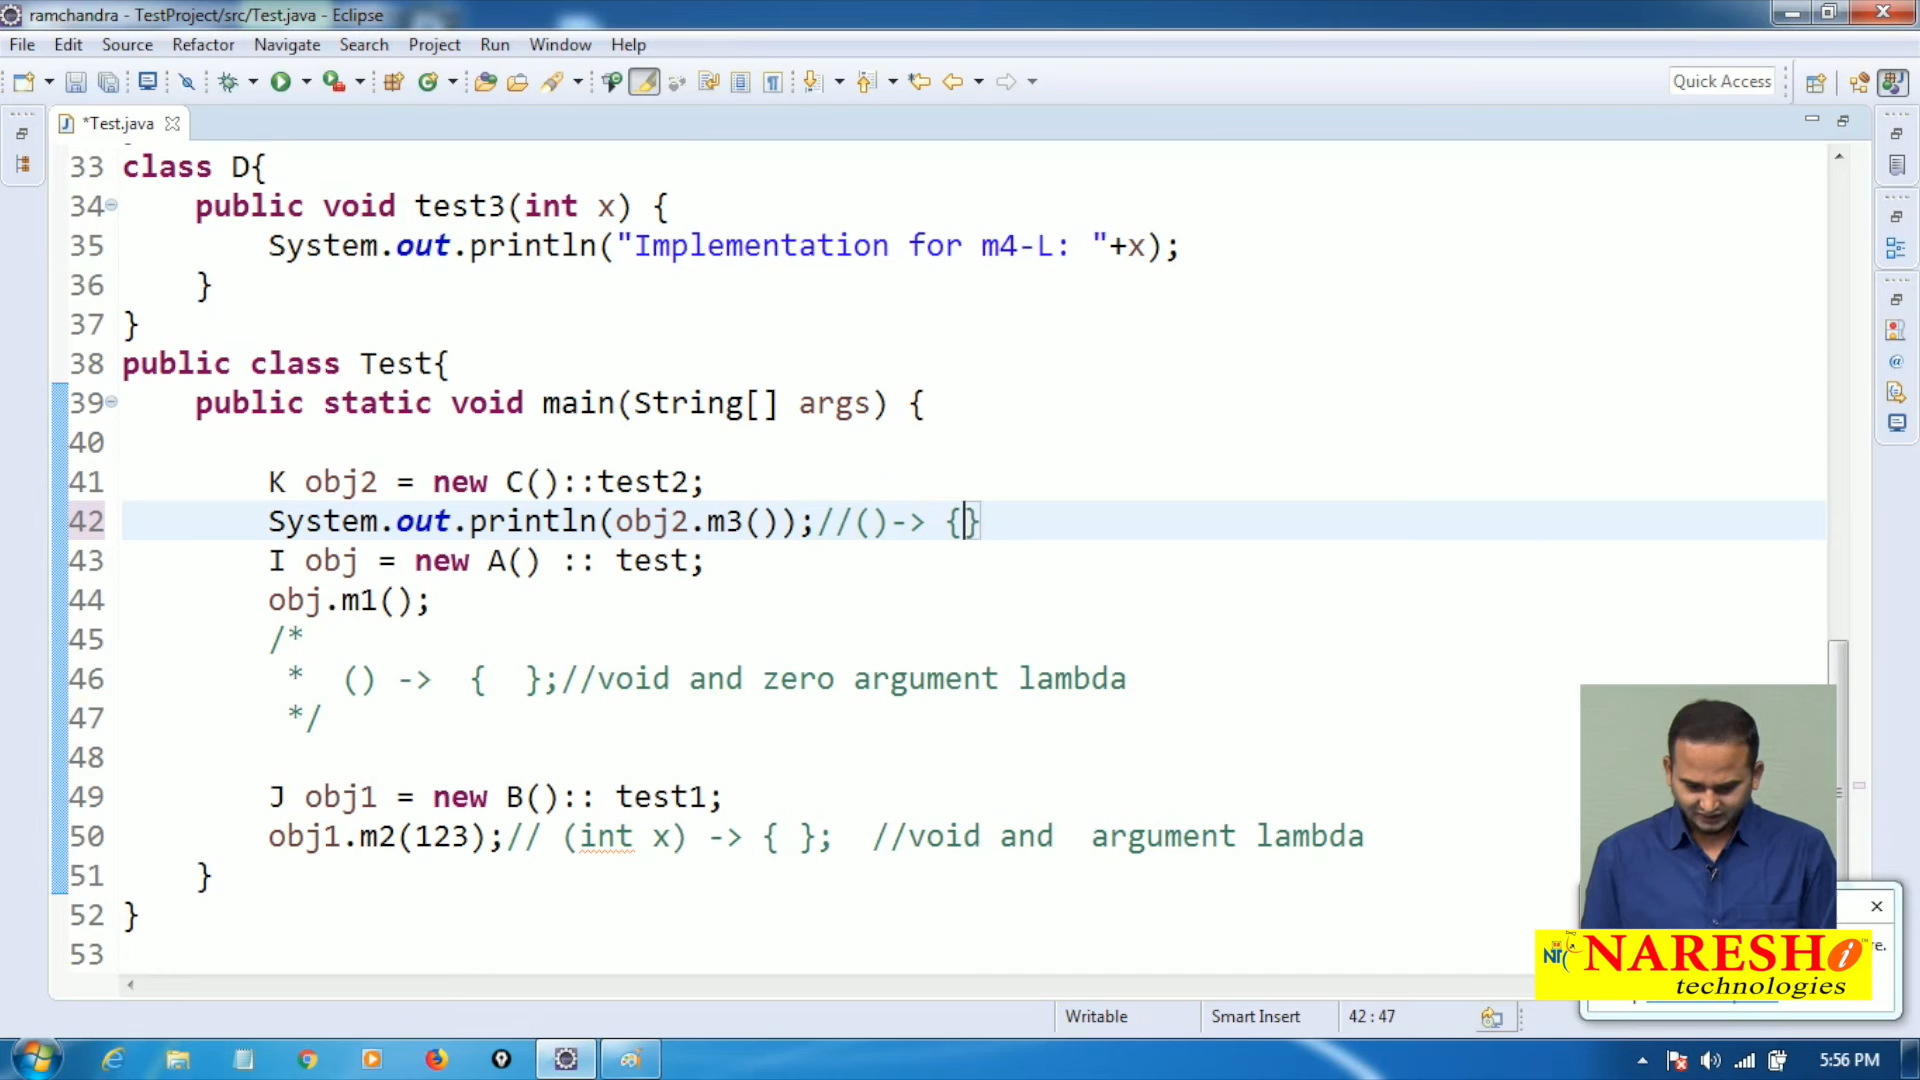 ramchandra - TestProject/src/Test.java - Eclipse
File Edit Source Refactor Navigate Search Project Run Window Help
Quick Access
*Test.java
33 class D{
34 public void test3(int x) {
35 System.out.println("Implementation for m4-L: "+x);
36 }
37 }
38 public class Test{
39 public static void main(String[] args) {
40
41 K obj2 = new C()::test2;
42 System.out.println(obj2.m3());//()-> {}
43 I obj = new A() :: test;
44 obj.m1();
45 /*
46 * () -> { };//void and zero argument lambda
47 */
48
49 J obj1 = new B():: test1;
50 obj1.m2(123);// (int x) -> { }; //void and argument lambda
51 }
52 }
53
re.
NARESH i
technologies
Writable Smart Insert 42 : 47
5:56 PM